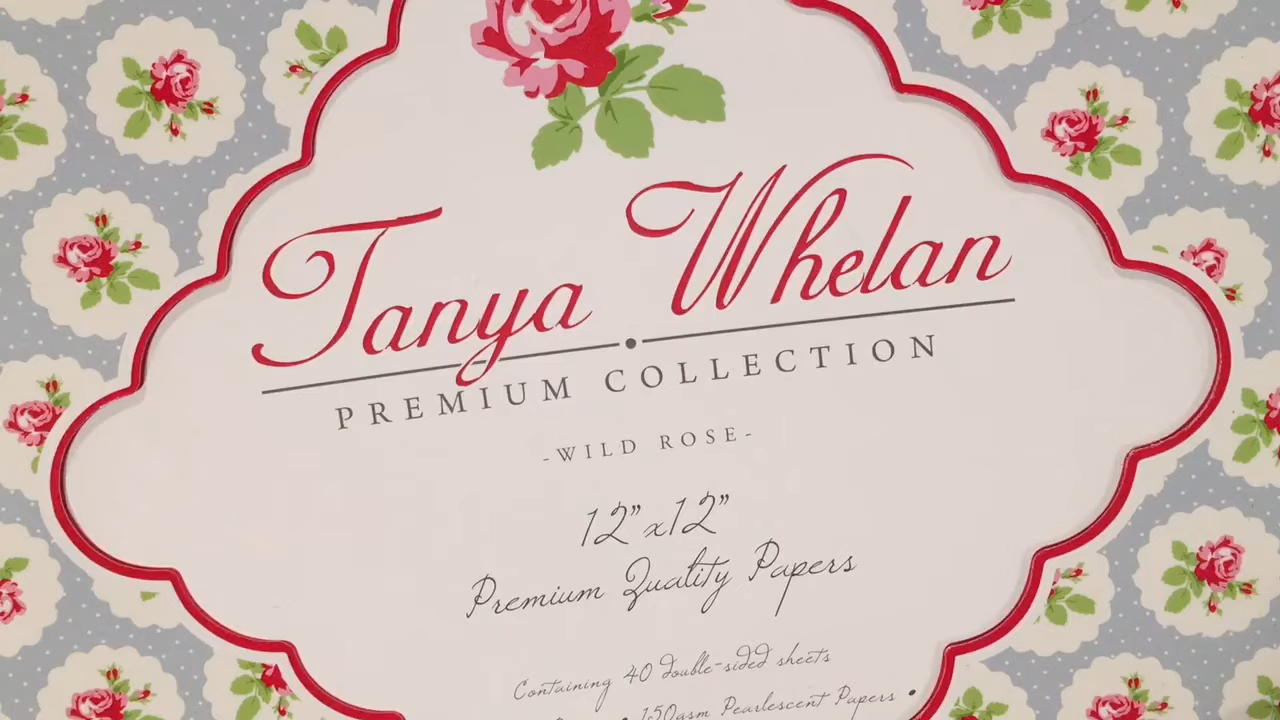 Tanya Whelan
PREMIUM COLLECTION
-WILD ROSE-
12"x12"
Premium Quality Papers
Containing 40 double-sided sheets
• 150gsm Pearlescent Papers •